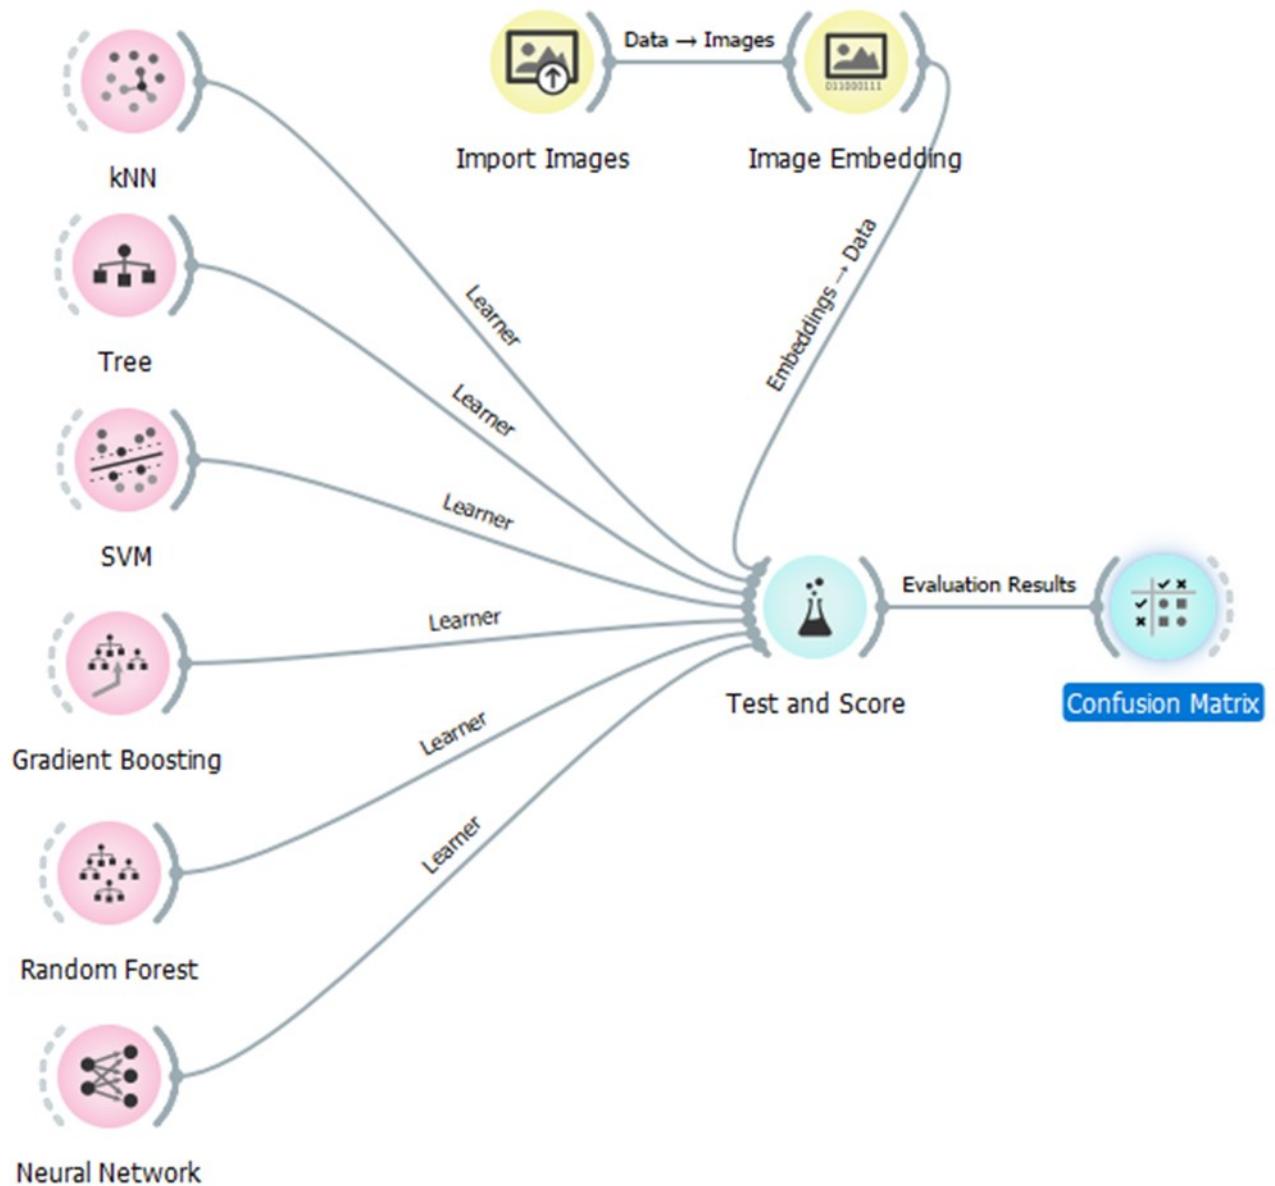 Data → Images
Import Images
Image Embedding
011000111
kNN
Learner
Embeddings → Data
Tree
Learner
SVM
Learner
Evaluation Results
Test and Score
Confusion Matrix
Learner
Gradient Boosting
Learner
Random Forest
Learner
Neural Network